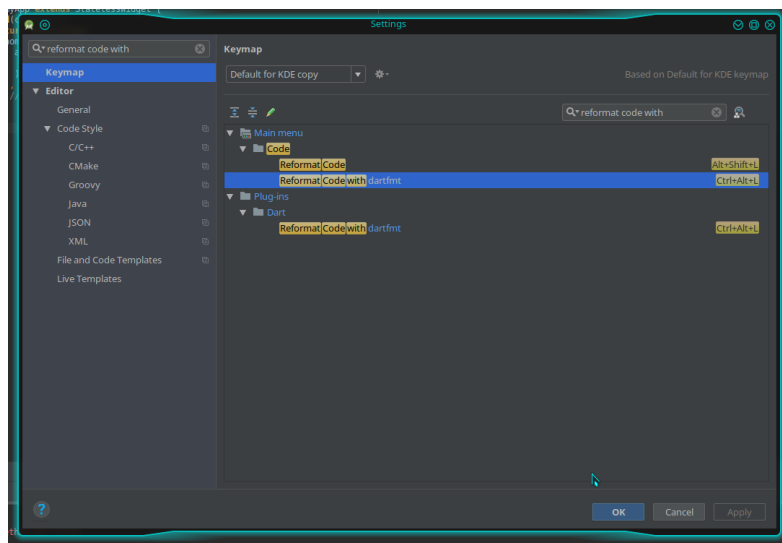 App extends StatelessWidget {
Settings
reformat code with
Keymap
Editor
General
Code Style
C/C++
CMake
Groovy
Java
JSON
XML
File and Code Templates
Live Templates
Keymap
Default for KDE copy
Based on Default for KDE keymap
reformat code with
Main menu
Code
Reformat Code Alt+Shift+L
Reformat Code with dartfmt Ctrl+Alt+L
Plug-ins
Dart
Reformat Code with dartfmt Ctrl+Alt+L
?
OK Cancel Apply